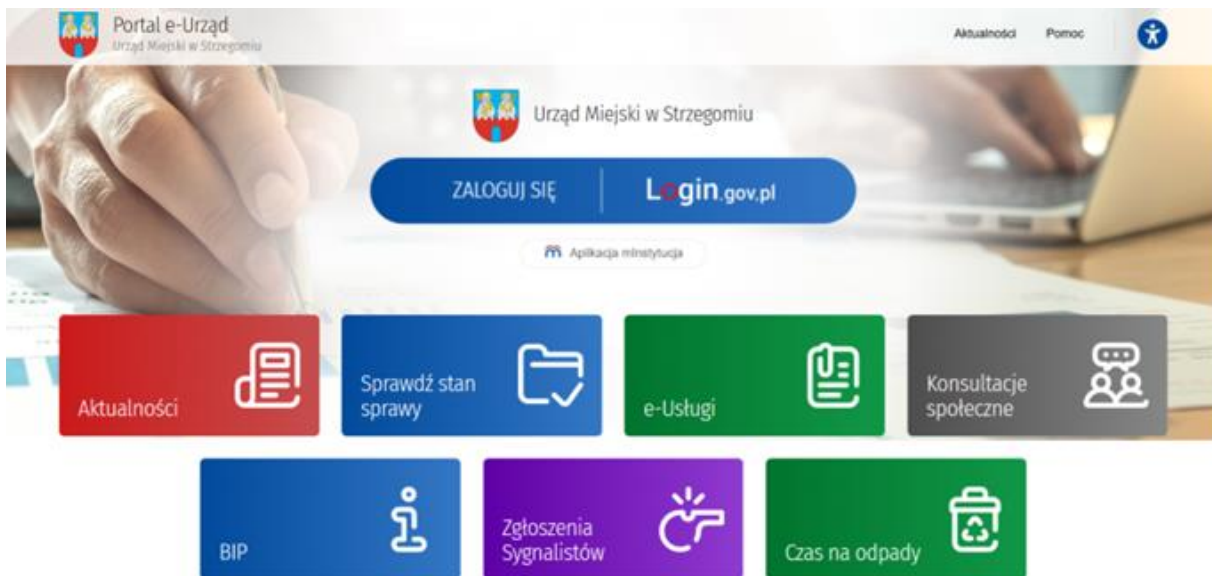 Portal e-Urząd
Urząd Miejski w Strzegomiu
Aktualności
Pomoc
Urząd Miejski w Strzegomiu
ZALOGUJ SIĘ
Login.gov.pl
Aplikacja mInstytucja
Aktualności
Sprawdź stan
sprawy
e-Usługi
Konsultacje
społeczne
BIP
Zgłoszenia
Sygnalistów
Czas na odpady